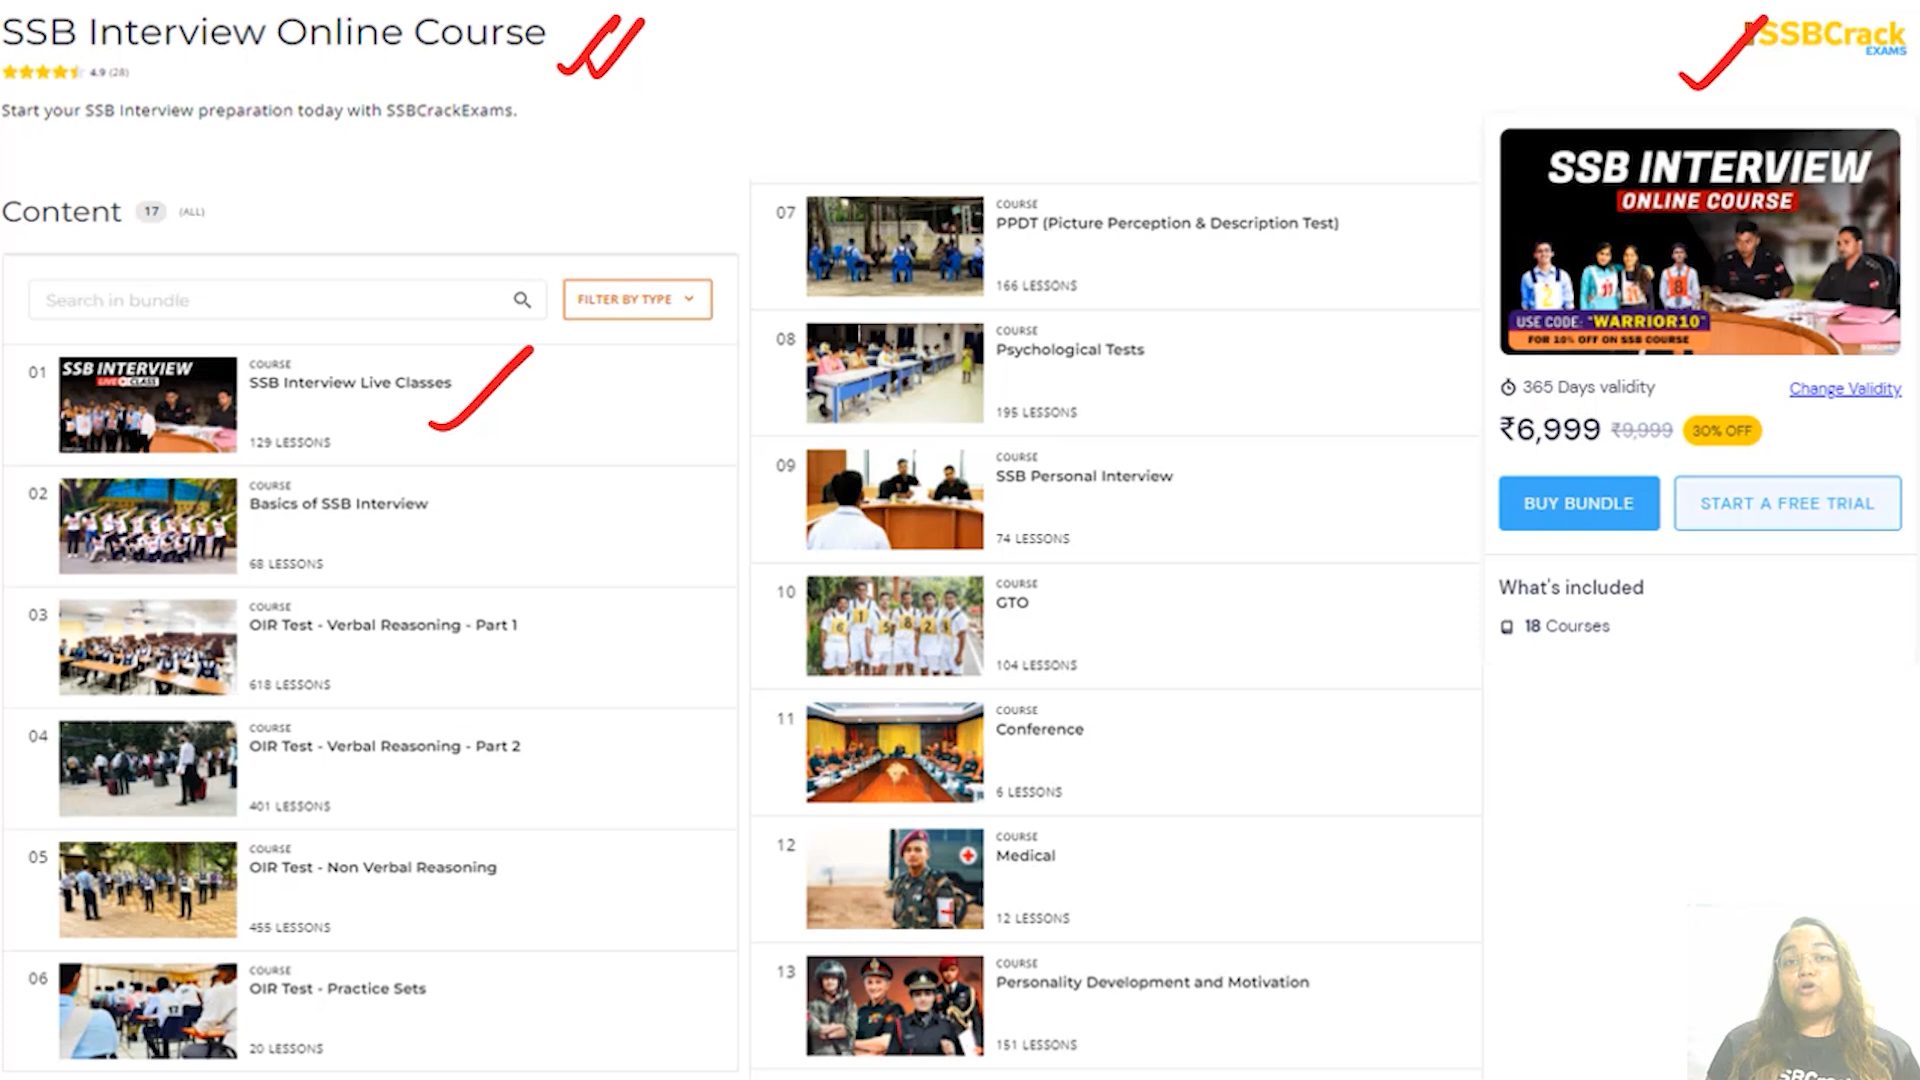 SSB Interview Online Course
4.9 (28)
Start your SSB Interview preparation today with SSBCrackExams.
Content 17 (ALL)
Search in bundle
FILTER BY TYPE
01
SSB INTERVIEW
LIVE CLASS
COURSE
SSB Interview Live Classes
129 LESSONS
02
COURSE
Basics of SSB Interview
68 LESSONS
03
COURSE
OIR Test - Verbal Reasoning - Part 1
618 LESSONS
04
COURSE
OIR Test - Verbal Reasoning - Part 2
401 LESSONS
05
COURSE
OIR Test - Non Verbal Reasoning
455 LESSONS
06
COURSE
OIR Test - Practice Sets
20 LESSONS
07
COURSE
PPDT (Picture Perception & Description Test)
166 LESSONS
08
COURSE
Psychological Tests
195 LESSONS
09
COURSE
SSB Personal Interview
74 LESSONS
10
COURSE
GTO
104 LESSONS
11
COURSE
Conference
6 LESSONS
12
COURSE
Medical
12 LESSONS
13
COURSE
Personality Development and Motivation
151 LESSONS
SSBCrack
EXAMS
SSB INTERVIEW
ONLINE COURSE
USE CODE: "WARRIOR10"
FOR 10% OFF ON SSB COURSE
365 Days validity
Change Validity
₹6,999 ₹9,999 30% OFF
BUY BUNDLE
START A FREE TRIAL
What's included
18 Courses